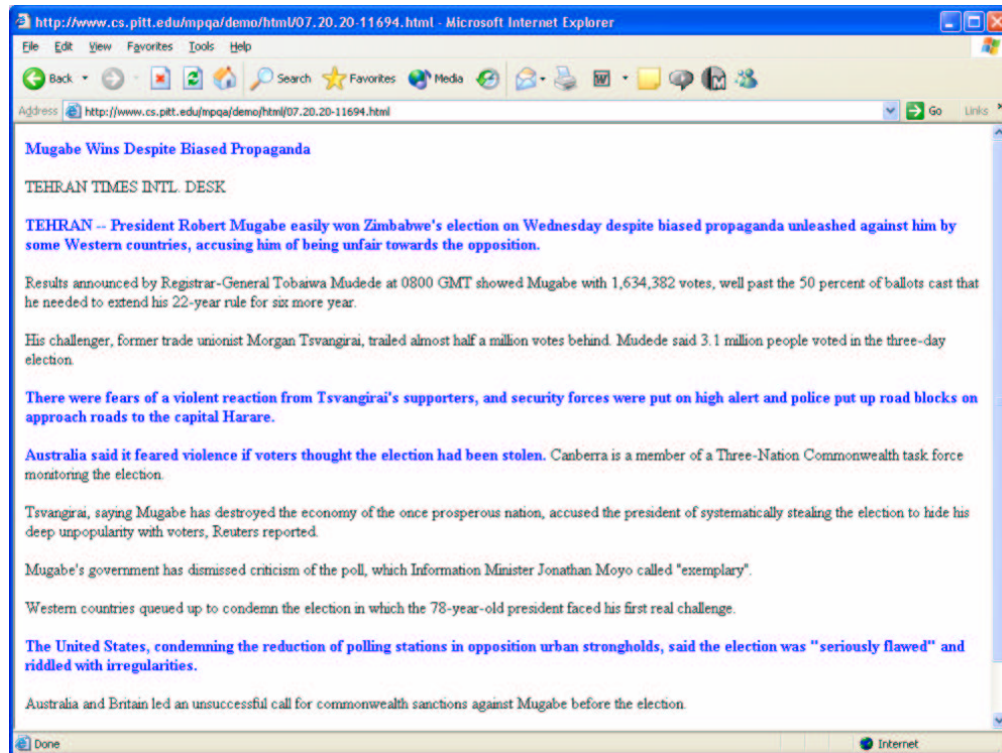 http://www.cs.pitt.edu/mpqa/demo/html/07.20.20-11694.html - Microsoft Internet Explorer
File Edit View Favorites Tools Help
Back Search Favorites Media
Address http://www.cs.pitt.edu/mpqa/demo/html/07.20.20-11694.html Go Links »
Mugabe Wins Despite Biased Propaganda
TEHRAN TIMES INTL. DESK
TEHRAN -- President Robert Mugabe easily won Zimbabwe's election on Wednesday despite biased propaganda unleashed against him by
some Western countries, accusing him of being unfair towards the opposition.
Results announced by Registrar-General Tobaiwa Mudede at 0800 GMT showed Mugabe with 1,634,382 votes, well past the 50 percent of ballots cast that
he needed to extend his 22-year rule for six more year.
His challenger, former trade unionist Morgan Tsvangirai, trailed almost half a million votes behind. Mudede said 3.1 million people voted in the three-day
election.
There were fears of a violent reaction from Tsvangirai's supporters, and security forces were put on high alert and police put up road blocks on
approach roads to the capital Harare.
Australia said it feared violence if voters thought the election had been stolen. Canberra is a member of a Three-Nation Commonwealth task force
monitoring the election.
Tsvangirai, saying Mugabe has destroyed the economy of the once prosperous nation, accused the president of systematically stealing the election to hide his
deep unpopularity with voters, Reuters reported.
Mugabe's government has dismissed criticism of the poll, which Information Minister Jonathan Moyo called "exemplary".
Western countries queued up to condemn the election in which the 78-year-old president faced his first real challenge.
The United States, condemning the reduction of polling stations in opposition urban strongholds, said the election was "seriously flawed" and
riddled with irregularities.
Australia and Britain led an unsuccessful call for commonwealth sanctions against Mugabe before the election.
Done Internet